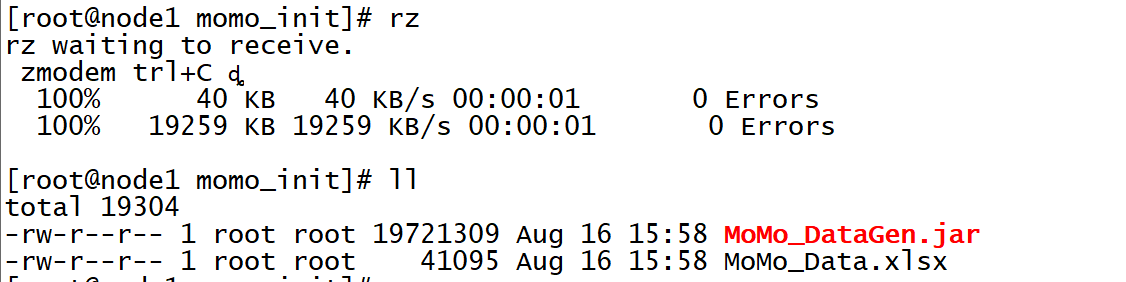 [root@node1 momo_init]# rz
rz waiting to receive.
 zmodem trl+C
  100%      40 KB   40 KB/s 00:00:01       0 Errors
  100%   19259 KB 19259 KB/s 00:00:01       0 Errors
[root@node1 momo_init]# ll
total 19304
-rw-r--r-- 1 root root 19721309 Aug 16 15:58 MoMo_DataGen.jar
-rw-r--r-- 1 root root    41095 Aug 16 15:58 MoMo_Data.xlsx
[root@node1 momo_init]#